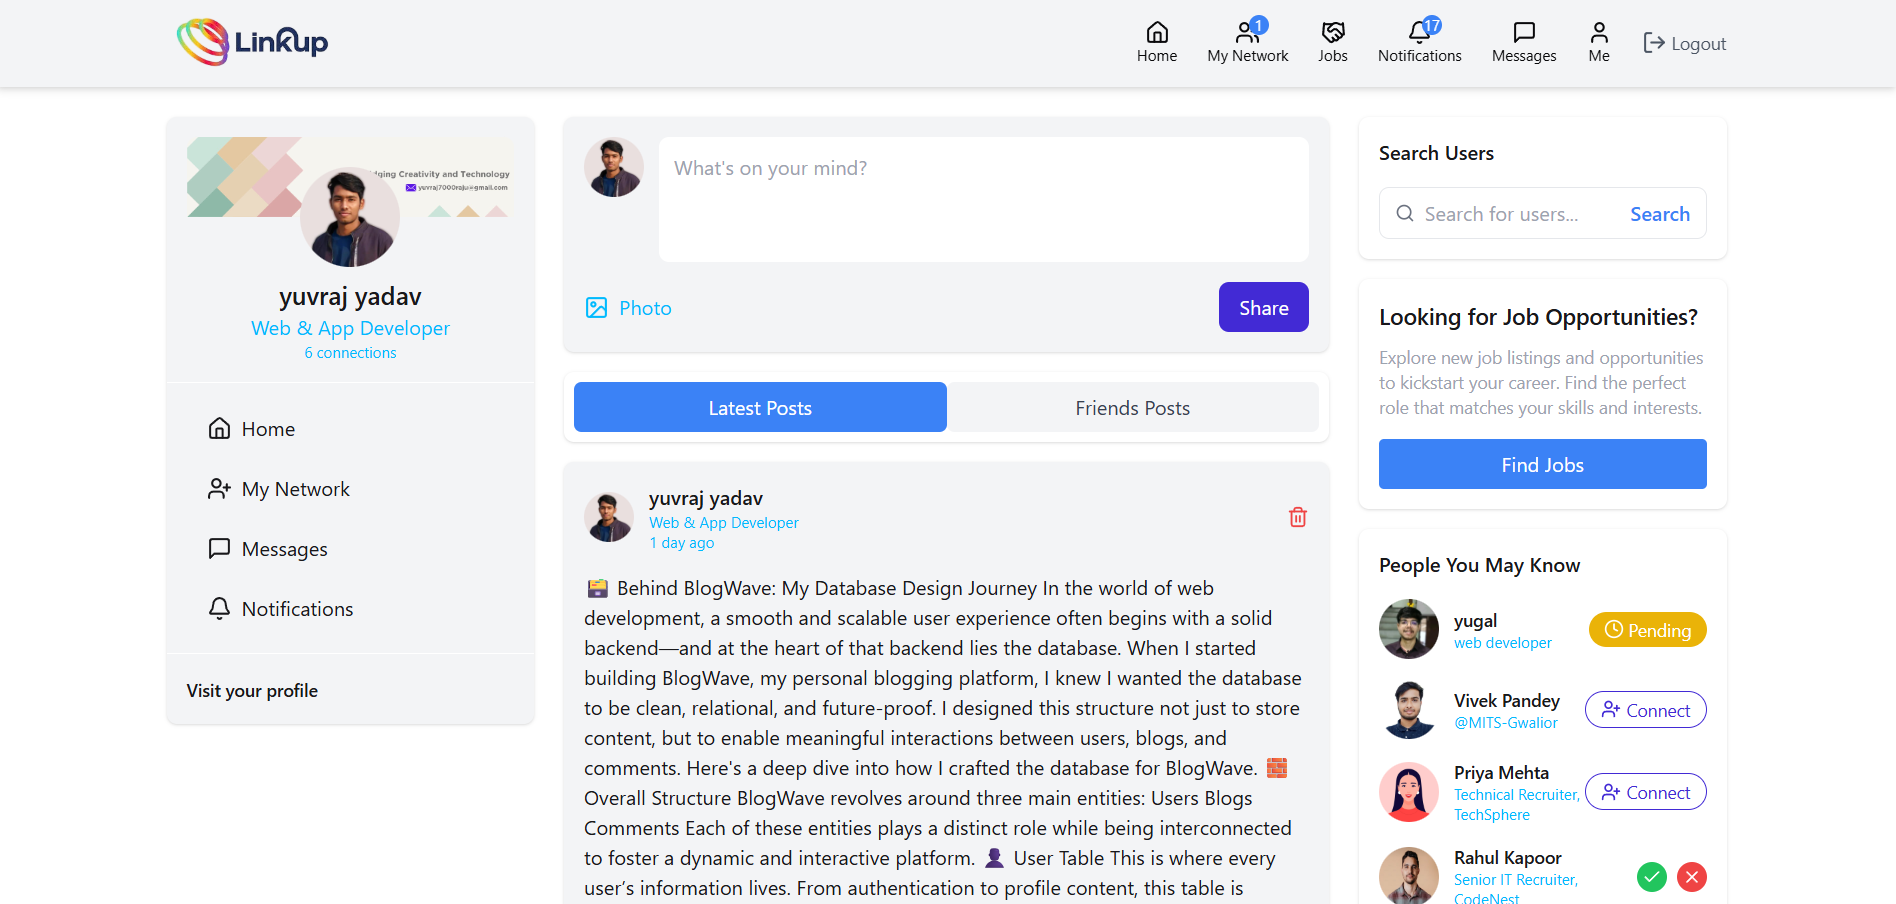 LinkUp
Home
1
My Network
Jobs
17
Notifications
Messages
Me
Logout
dging Creativity and Technology
yuvraj7000raju@gmail.com
yuvraj yadav
Web & App Developer
6 connections
Home
My Network
Messages
Notifications
Visit your profile
What's on your mind?
Photo
Share
Latest Posts
Friends Posts
yuvraj yadav
Web & App Developer
1 day ago
🗃️ Behind BlogWave: My Database Design Journey In the world of web
development, a smooth and scalable user experience often begins with a solid
backend—and at the heart of that backend lies the database. When I started
building BlogWave, my personal blogging platform, I knew I wanted the database
to be clean, relational, and future-proof. I designed this structure not just to store
content, but to enable meaningful interactions between users, blogs, and
comments. Here's a deep dive into how I crafted the database for BlogWave. 🧱
Overall Structure BlogWave revolves around three main entities: Users Blogs
Comments Each of these entities plays a distinct role while being interconnected
to foster a dynamic and interactive platform. 👤 User Table This is where every
user’s information lives. From authentication to profile content, this table is
Search Users
Search for users...
Search
Looking for Job Opportunities?
Explore new job listings and opportunities
to kickstart your career. Find the perfect
role that matches your skills and interests.
Find Jobs
People You May Know
yugal
web developer
Pending
Vivek Pandey
@MITS-Gwalior
Connect
Priya Mehta
Technical Recruiter,
TechSphere
Connect
Rahul Kapoor
Senior IT Recruiter,
CodeNest